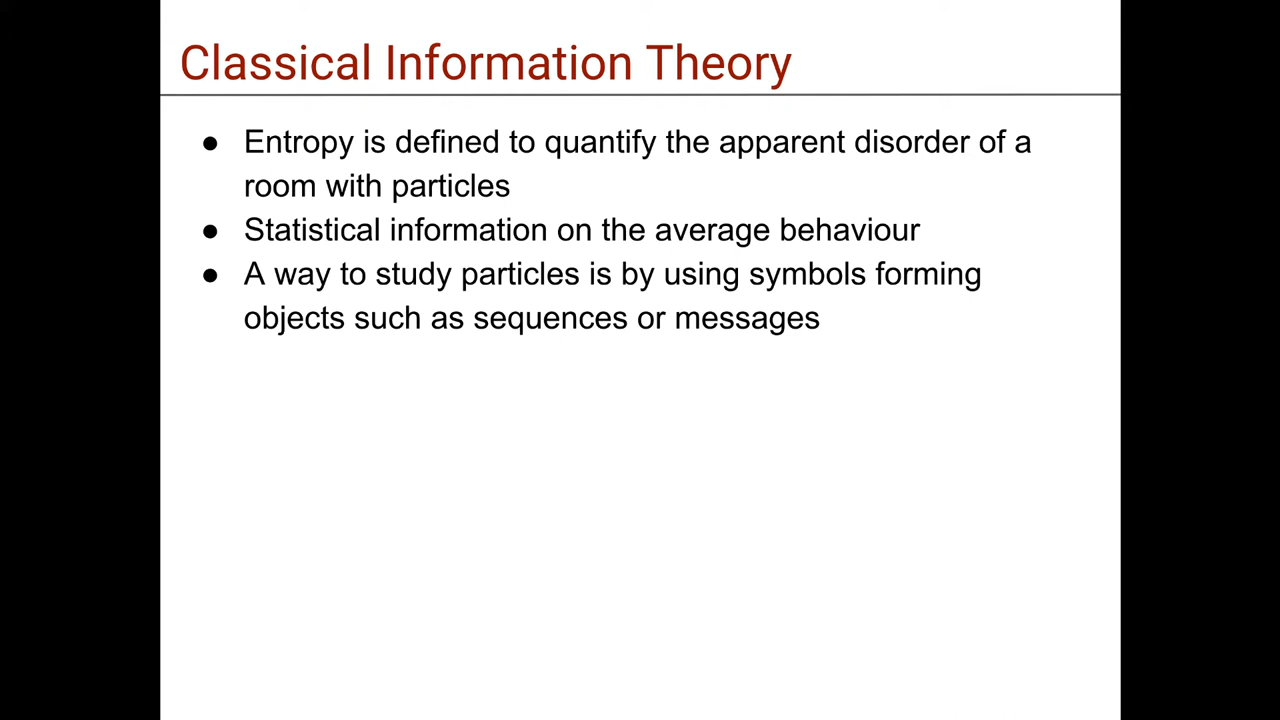 Classical Information Theory
● Entropy is defined to quantify the apparent disorder of a
room with particles
● Statistical information on the average behaviour
● A way to study particles is by using symbols forming
objects such as sequences or messages